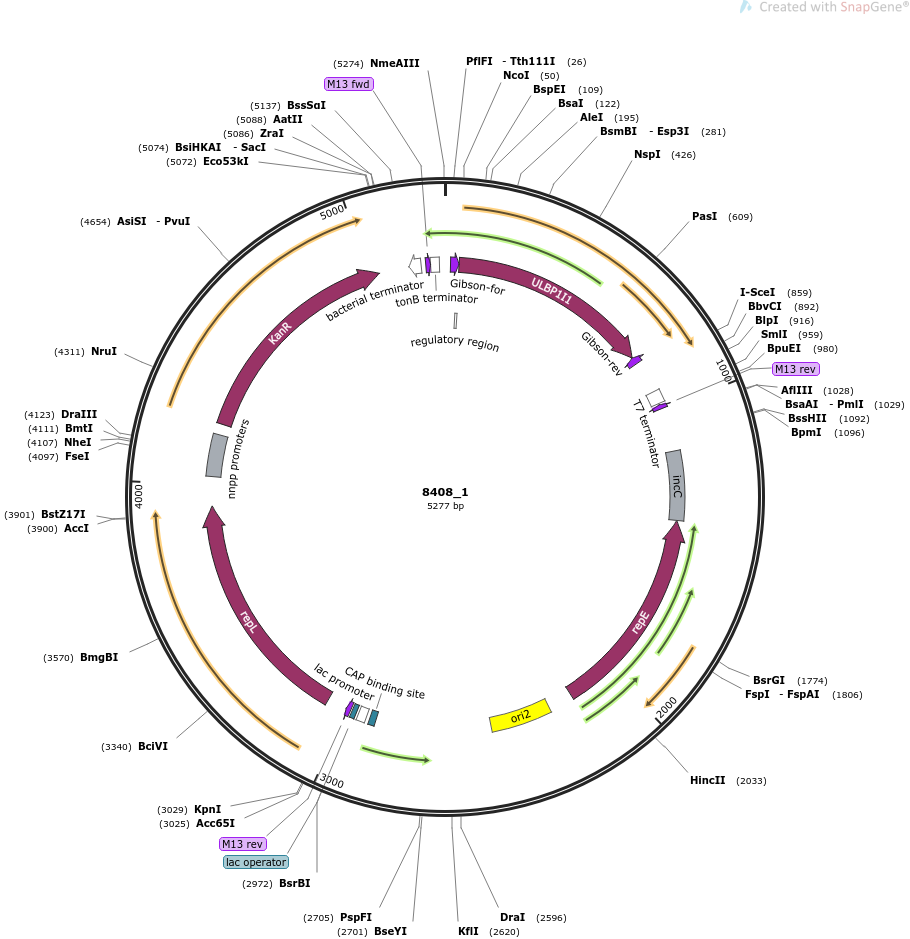 Created with SnapGene®
(5274) NmeAIII
M13 fwd
(5137) BssSαI
(5088) AatII
(5086) ZraI
(5074) BsiHKAI - SacI
(5072) Eco53kI
(4654) AsiSI - PvuI
(4311) NruI
(4123) DraIII
(4111) BmtI
(4107) NheI
(4097) FseI
(3901) BstZ17I
(3900) AccI
(3570) BmgBI
(3340) BciVI
(3029) KpnI
(3025) Acc65I
M13 rev
lac operator
(2972) BsrBI
(2705) PspFI
(2701) BseYI
PflFI - Tth111I (26)
NcoI (50)
BspEI (109)
BsaI (122)
AleI (195)
BsmBI - Esp3I (281)
NspI (426)
PasI (609)
I-SceI (859)
BbvCI (892)
BlpI (916)
SmlI (959)
BpuEI (980)
M13 rev
AflIII (1028)
BsaAI - PmlI (1029)
BssHII (1092)
BpmI (1096)
BsrGI (1774)
FspI - FspAI (1806)
HincII (2033)
DraI (2596)
KflI (2620)
1000
2000
3000
4000
5000
bacterial terminator
tonB terminator
Gibson-for
ULBP1I1
regulatory region
Gibson-rev
T7 terminator
incC
repE
ori2
CAP binding site
lac promoter
repL
nnpp promoters
KanR
8408_1
5277 bp